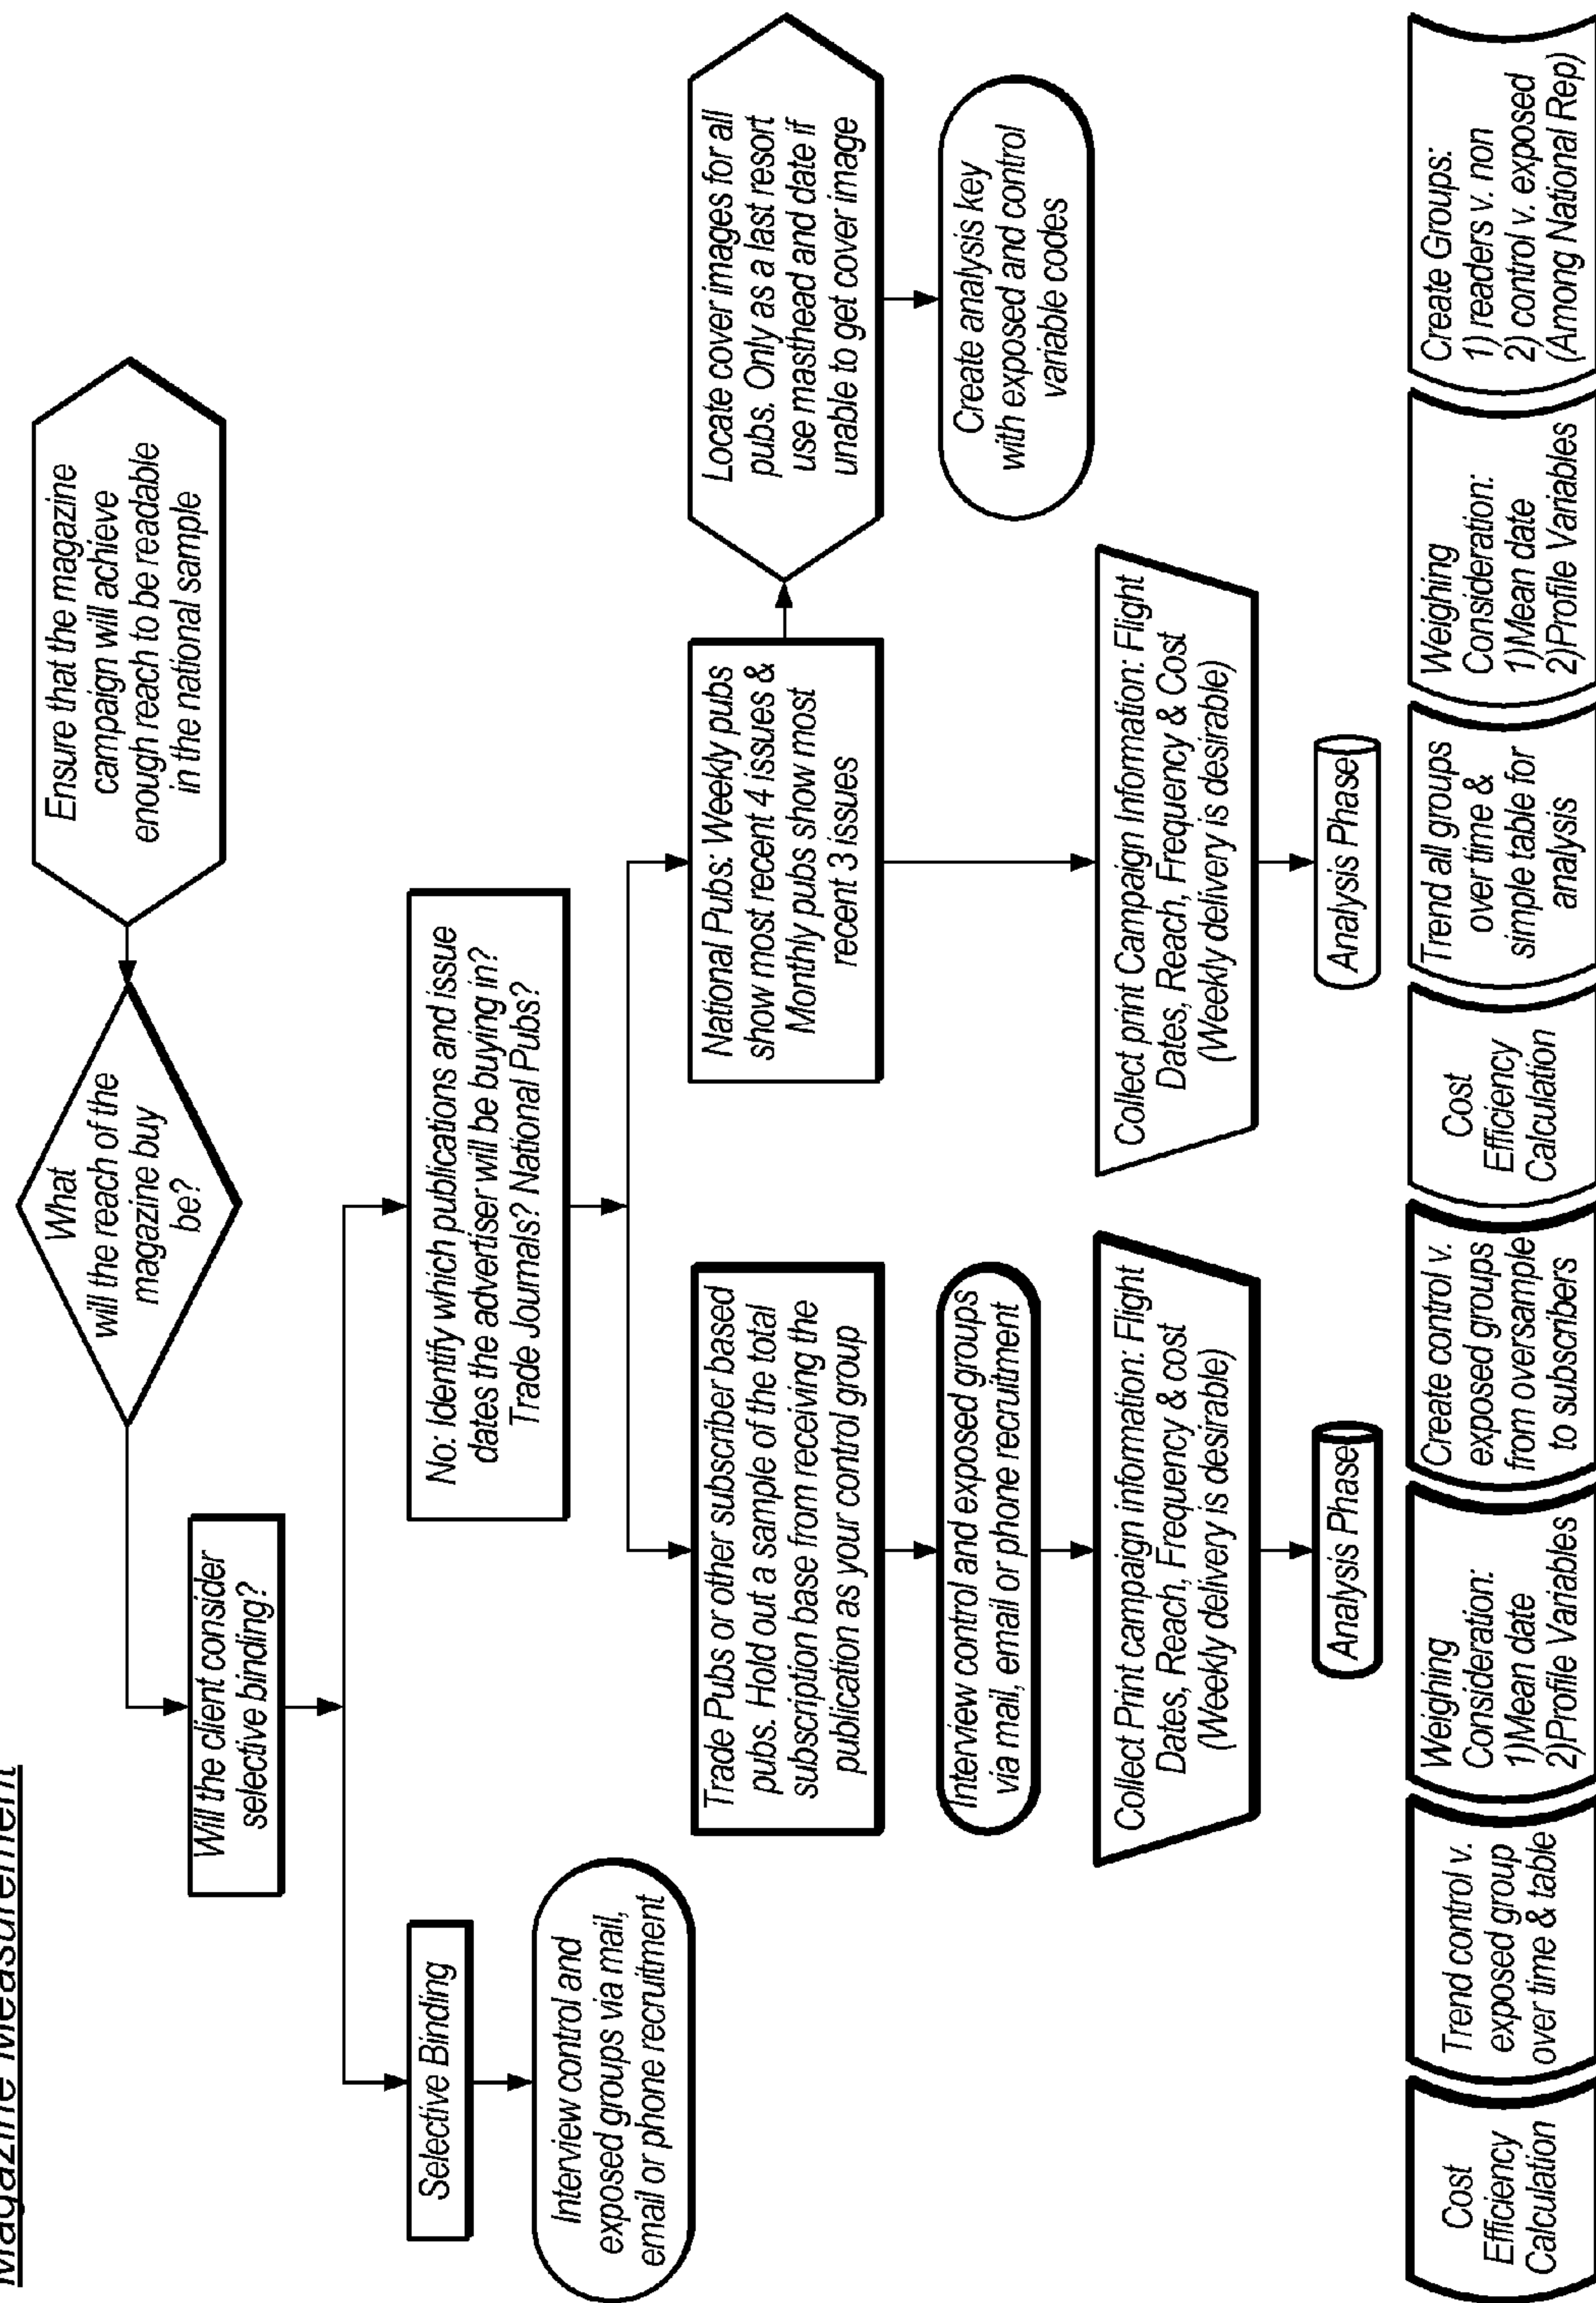 Magazine Measurement
Ensure that the magazine
campaign will achieve
enough reach to be readable
in the national sample
What
will the reach of the
magazine buy
be?
Will the client consider
selective binding?
Selective Binding
Interview control and
exposed groups via mail,
email or phone recruitment
No: Identify which publications and issue
dates the advertiser will be buying in?
Trade Journals? National Pubs?
Trade Pubs or other subscriber based
pubs. Hold out a sample of the total
subscription base from receiving the
publication as your control group
Interview control and exposed groups
via mail, email or phone recruitment
Collect Print campaign information: Flight
Dates, Reach, Frequency & cost
(Weekly delivery is desirable)
Analysis Phase
National Pubs: Weekly pubs
show most recent 4 issues &
Monthly pubs show most
recent 3 issues
Locate cover images for all
pubs. Only as a last resort
use masthead and date if
unable to get cover image
Create analysis key
with exposed and control
variable codes
Collect print Campaign Information: Flight
Dates, Reach, Frequency & Cost
(Weekly delivery is desirable)
Analysis Phase
Cost
Efficiency
Calculation
Trend control v.
exposed group
over time & table
Weighing
Consideration:
1)Mean date
2)Profile Variables
Create control v.
exposed groups
from oversample
to subscribers
Cost
Efficiency
Calculation
Trend all groups
over time &
simple table for
analysis
Weighing
Consideration:
1)Mean date
2)Profile Variables
Create Groups:
1) readers v. non
2) control v. exposed
(Among National Rep)